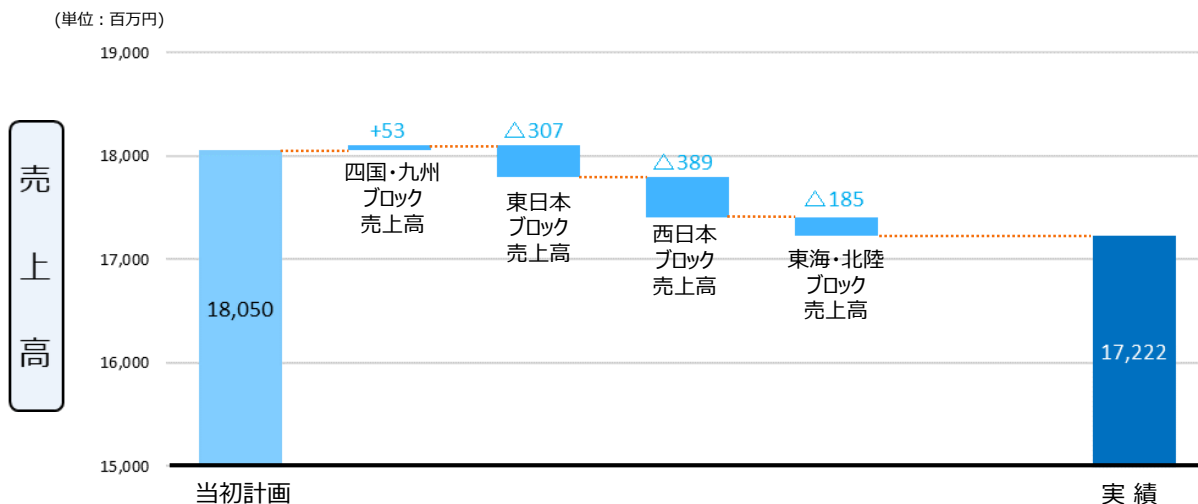 (単位：百万円)
19,000
18,000
17,000
16,000
15,000
売上高
18,050
当初計画
+53
四国・九州
ブロック
売上高
△307
東日本
ブロック
売上高
△389
西日本
ブロック
売上高
△185
東海・北陸
ブロック
売上高
17,222
実 績